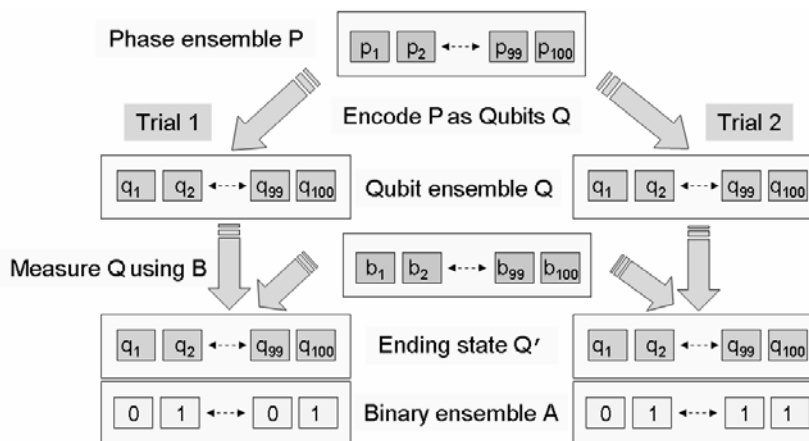 Phase ensemble P
p1 p2 p99 p100
Trial 1
Encode P as Qubits Q
Trial 2
q1 q2 q99 q100
Qubit ensemble Q
q1 q2 q99 q100
Measure Q using B
b1 b2 b99 b100
q1 q2 q99 q100
Ending state Q′
q1 q2 q99 q100
0 1 0 1
Binary ensemble A
0 1 1 1